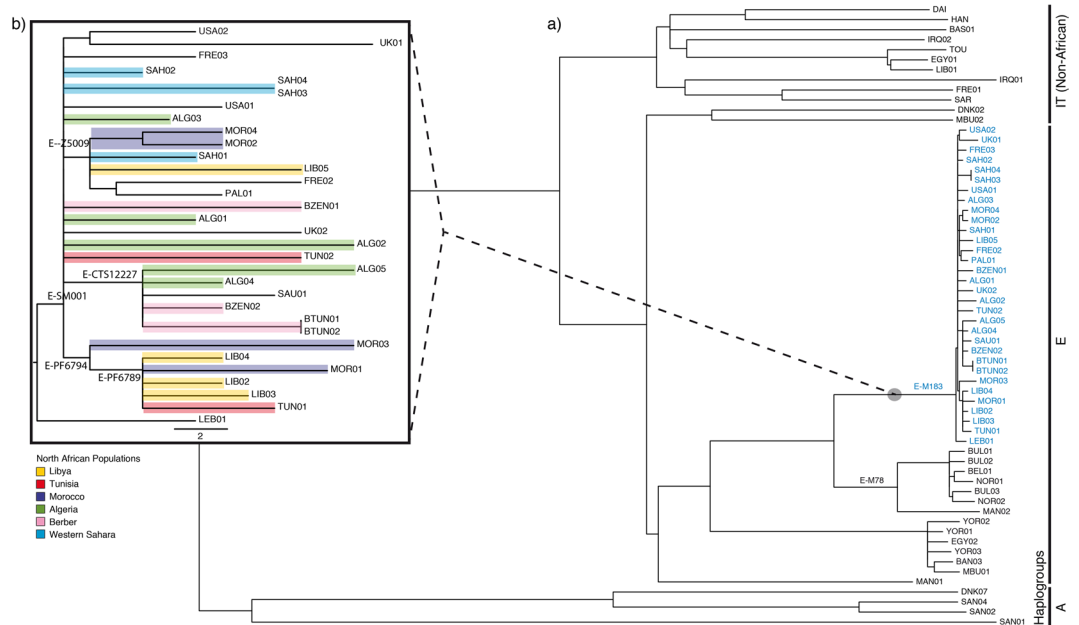 b)
USA02
UK01
FRE03
SAH02
SAH04
SAH03
USA01
ALG03
MOR04
E--Z5009
MOR02
SAH01
LIB05
FRE02
PAL01
BZEN01
ALG01
UK02
ALG02
TUN02
ALG05
E-CTS12227
ALG04
SAU01
E-SM001
BZEN02
BTUN01
BTUN02
MOR03
LIB04
E-PF6794
MOR01
E-PF6789
LIB02
LIB03
TUN01
LEB01
2
North African Populations
Libya
Tunisia
Morocco
Algeria
Berber
Western Sahara
a)
DAI
HAN
BAS01
IRQ02
TOU
EGY01
LIB01
IRQ01
FRE01
SAR
DNK02
MBU02
USA02
UK01
FRE03
SAH02
SAH04
SAH03
USA01
ALG03
MOR04
MOR02
SAH01
LIB05
FRE02
PAL01
BZEN01
ALG01
UK02
ALG02
TUN02
ALG05
ALG04
SAU01
BZEN02
BTUN01
BTUN02
MOR03
E-M183
LIB04
MOR01
LIB02
LIB03
TUN01
LEB01
BUL01
BUL02
BEL01
E-M78
NOR01
BUL03
NOR02
MAN02
YOR02
YOR01
EGY02
YOR03
BAN03
MBU01
MAN01
DNK07
SAN04
SAN02
SAN01
IT (Non-African)
E
A
Haplogroups